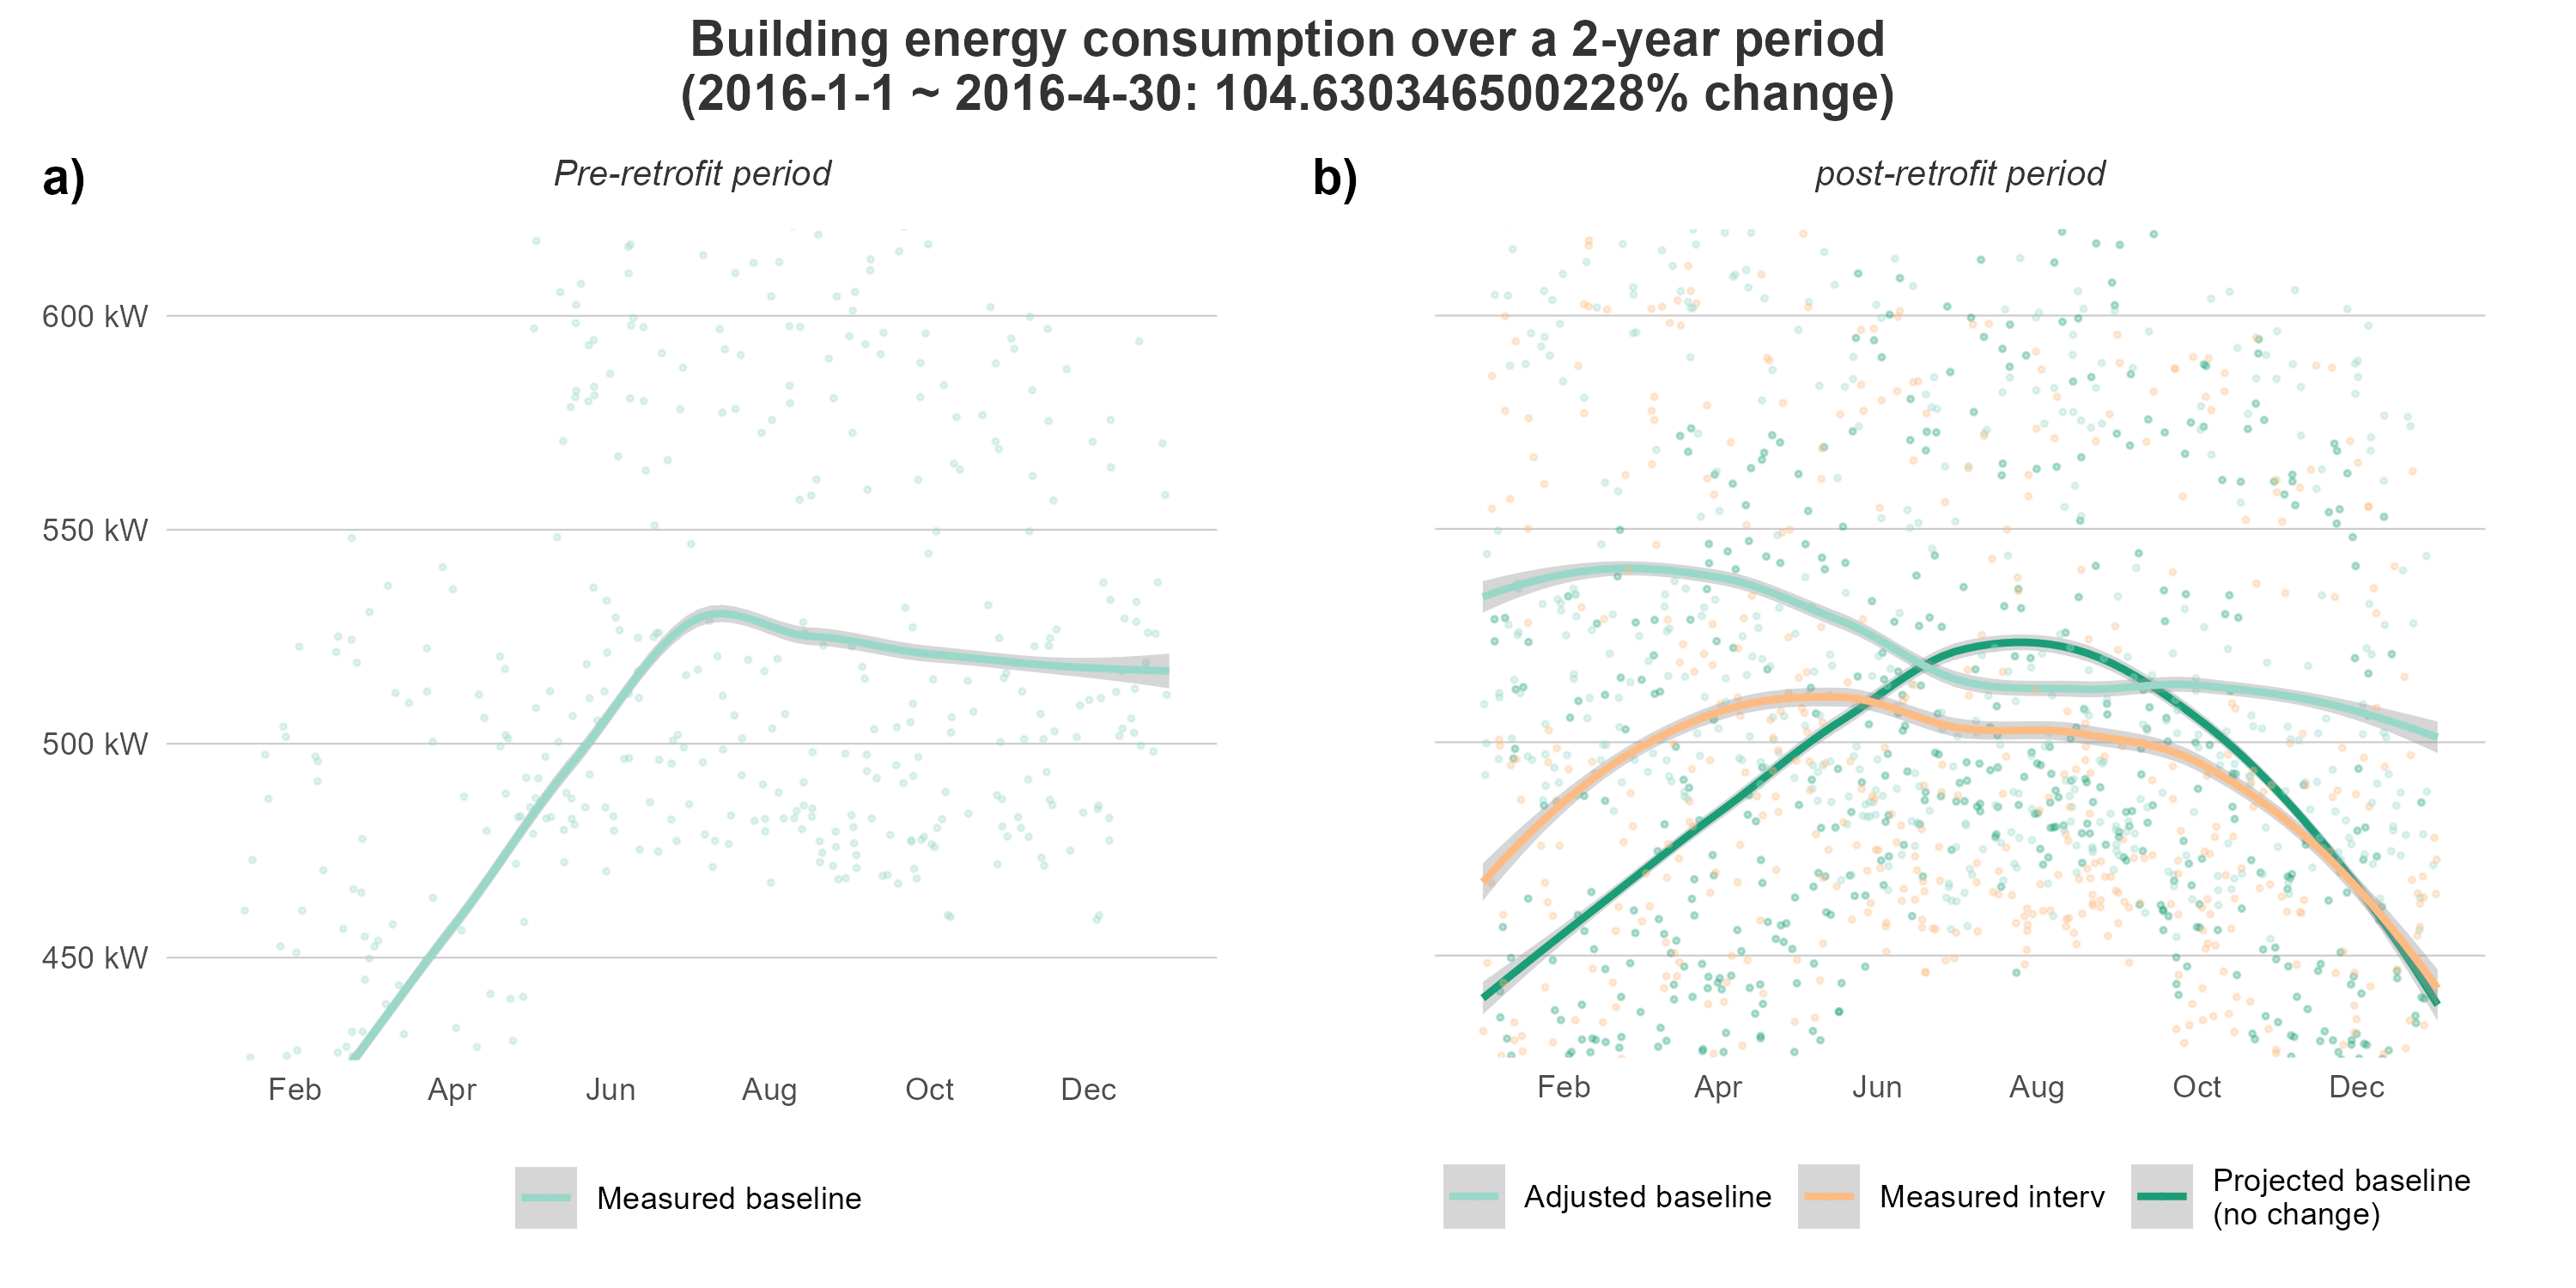 Building energy consumption over a 2-year period
(2016-1-1 ~ 2016-4-30: 104.630346500228% change)
a)
Pre-retrofit period
600 kW
550 kW
500 kW
450 kW
Feb Apr Jun Aug Oct Dec
Measured baseline
b)
post-retrofit period
Feb Apr Jun Aug Oct Dec
Adjusted baseline
Measured interv
Projected baseline
(no change)